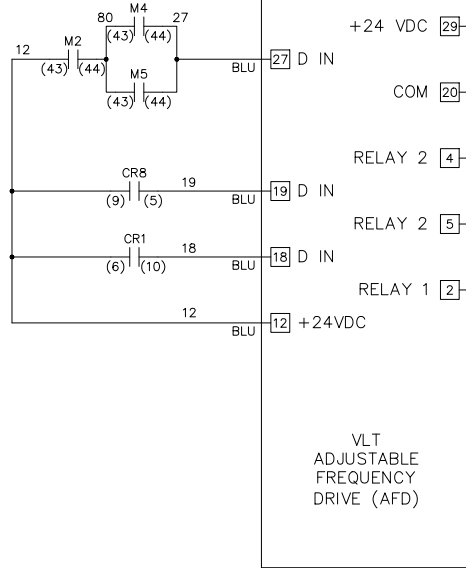 M4
80 27
(43) (44)
+24 VDC 29
12 M2
(43) (44)
BLU 27 D IN
M5
(43) (44)
COM 20
RELAY 2 4
CR8
19
(9) (5)
BLU 19 D IN
RELAY 2 5
CR1
18
(6) (10)
BLU 18 D IN
RELAY 1 2
12
BLU 12 +24VDC
VLT
ADJUSTABLE
FREQUENCY
DRIVE (AFD)